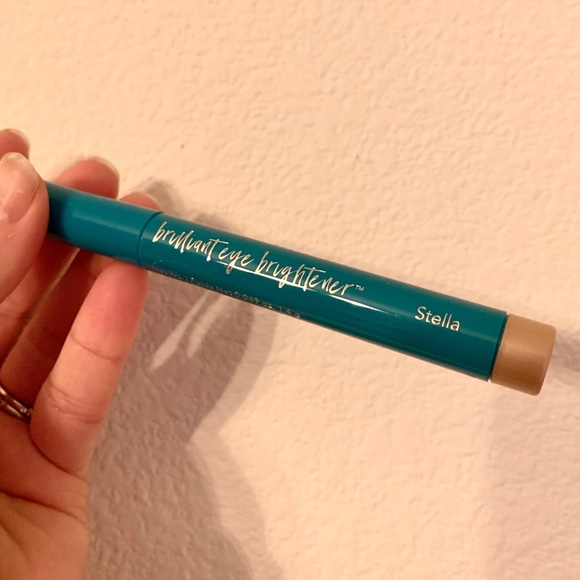 brilliant eye brightener™
Stella